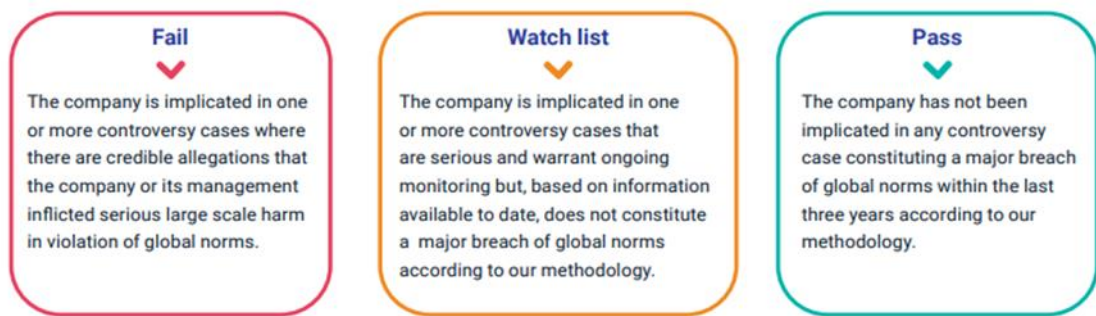 Fail
The company is implicated in one
or more controversy cases where
there are credible allegations that
the company or its management
inflicted serious large scale harm
in violation of global norms.
Watch list
The company is implicated in one
or more controversy cases that
are serious and warrant ongoing
monitoring but, based on information
available to date, does not constitute
a major breach of global norms
according to our methodology.
Pass
The company has not been
implicated in any controversy
case constituting a major breach
of global norms within the last
three years according to our
methodology.